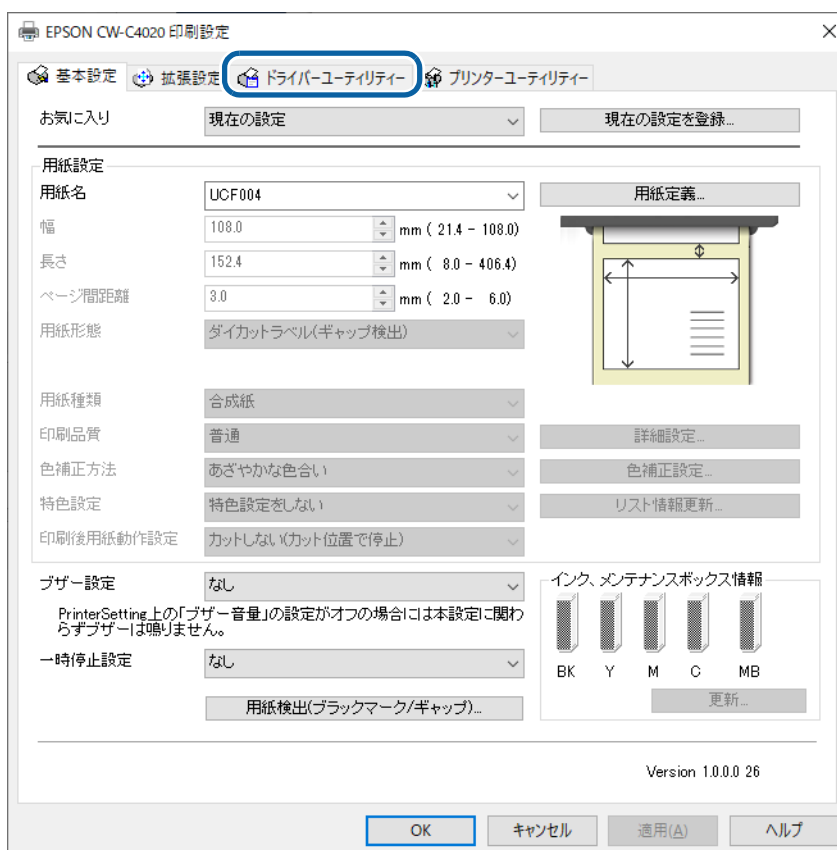 EPSON CW-C4020 印刷設定
基本設定 拡張設定 ドライバーユーティリティー プリンターユーティリティー
お気に入り 現在の設定 現在の設定を登録...
用紙設定
用紙名 UCF004 用紙定義...
幅 108.0 mm ( 21.4 - 108.0)
長さ 152.4 mm ( 8.0 - 406.4)
ページ間距離 3.0 mm ( 2.0 - 6.0)
用紙形態 ダイカットラベル(ギャップ検出)
用紙種類 合成紙
印刷品質 普通 詳細設定...
色補正方法 あざやかな色合い 色補正設定...
特色設定 特色設定をしない リスト情報更新...
印刷後用紙動作設定 カットしない(カット位置で停止)
ブザー設定 なし
PrinterSetting上の「ブザー音量」の設定がオフの場合には本設定に関わ
らずブザーは鳴りません。
一時停止設定 なし
用紙検出(ブラックマーク/ギャップ)...
インク、メンテナンスボックス情報
BK Y M C MB
更新...
Version 1.0.0.0 26
OK キャンセル 適用(A) ヘルプ